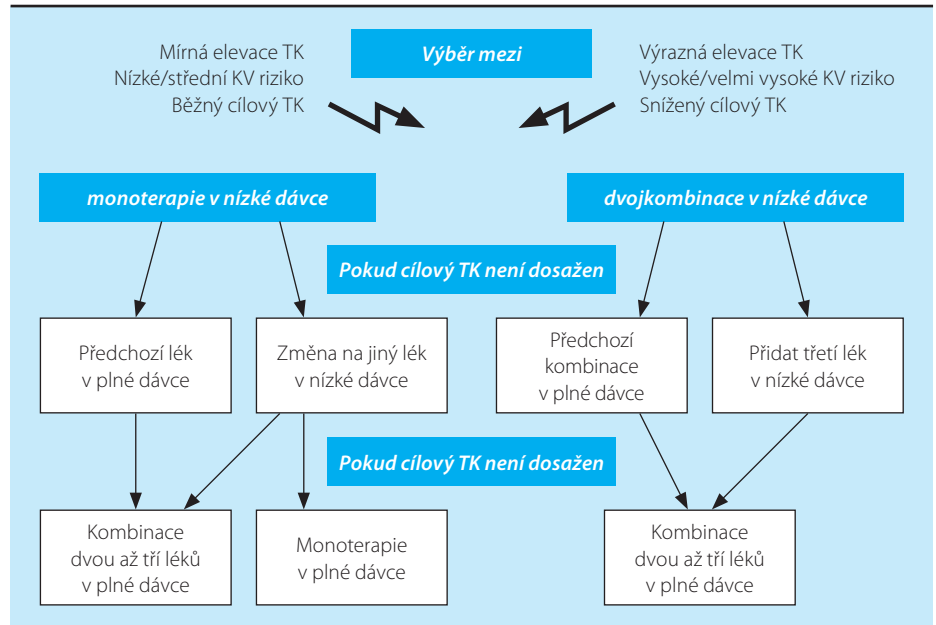 Mírná elevace TK
Nízké/střední KV riziko
Běžný cílový TK
Výběr mezi
Výrazná elevace TK
Vysoké/velmi vysoké KV riziko
Snížený cílový TK
monoterapie v nízké dávce
dvojkombinace v nízké dávce
Pokud cílový TK není dosažen
Předchozí lék
v plné dávce
Změna na jiný lék
v nízké dávce
Předchozí
kombinace
v plné dávce
Přidat třetí lék
v nízké dávce
Pokud cílový TK není dosažen
Kombinace
dvou až tří léků
v plné dávce
Monoterapie
v plné dávce
Kombinace
dvou až tří léků
v plné dávce